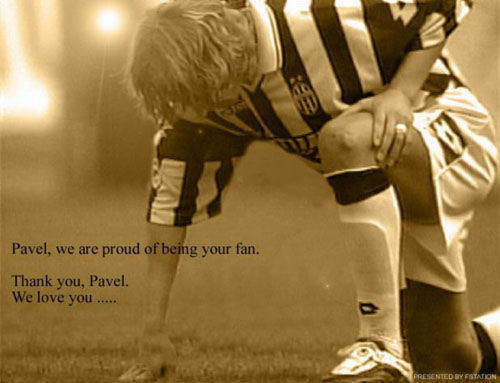 Pavel, we are proud of being your fan.
Thank you, Pavel.
We love you .....
PRESENTED BY FSTATION